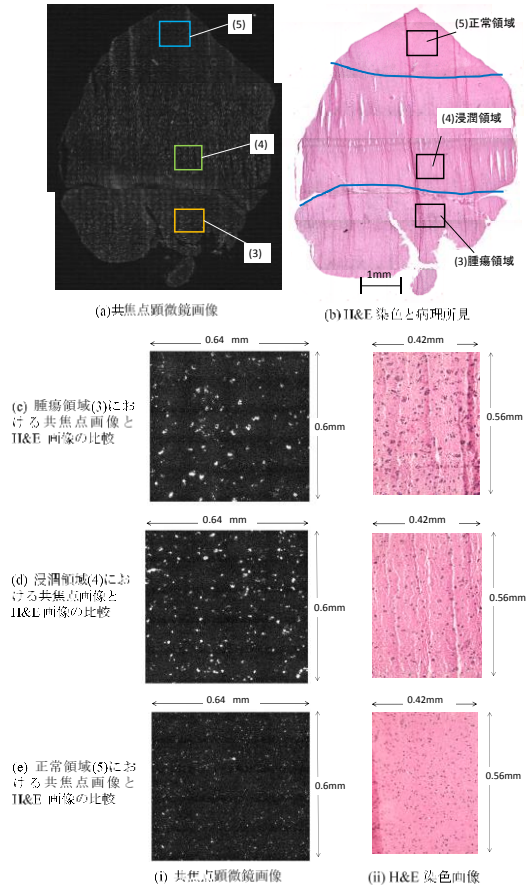 (5)
(4)
(3)
(5)正常領域
(4)浸潤領域
(3)腫瘍領域
1mm
(a)共焦点顕微鏡画像
(b) H&E 染色と病理所見
0.64 mm
0.42mm
(c) 腫瘍領域(3)にお
ける共焦点画像と
H&E 画像の比較
0.6mm
0.56mm
0.64 mm
0.42mm
(d) 浸潤領域(4)にお
ける共焦点画像と
H&E 画像の比較
0.6mm
0.56mm
0.64 mm
0.42mm
(e) 正常領域(5)にお
ける共焦点画像と
H&E 画像の比較
0.6mm
0.56mm
(i) 共焦点顕微鏡画像
(ii) H&E 染色画像